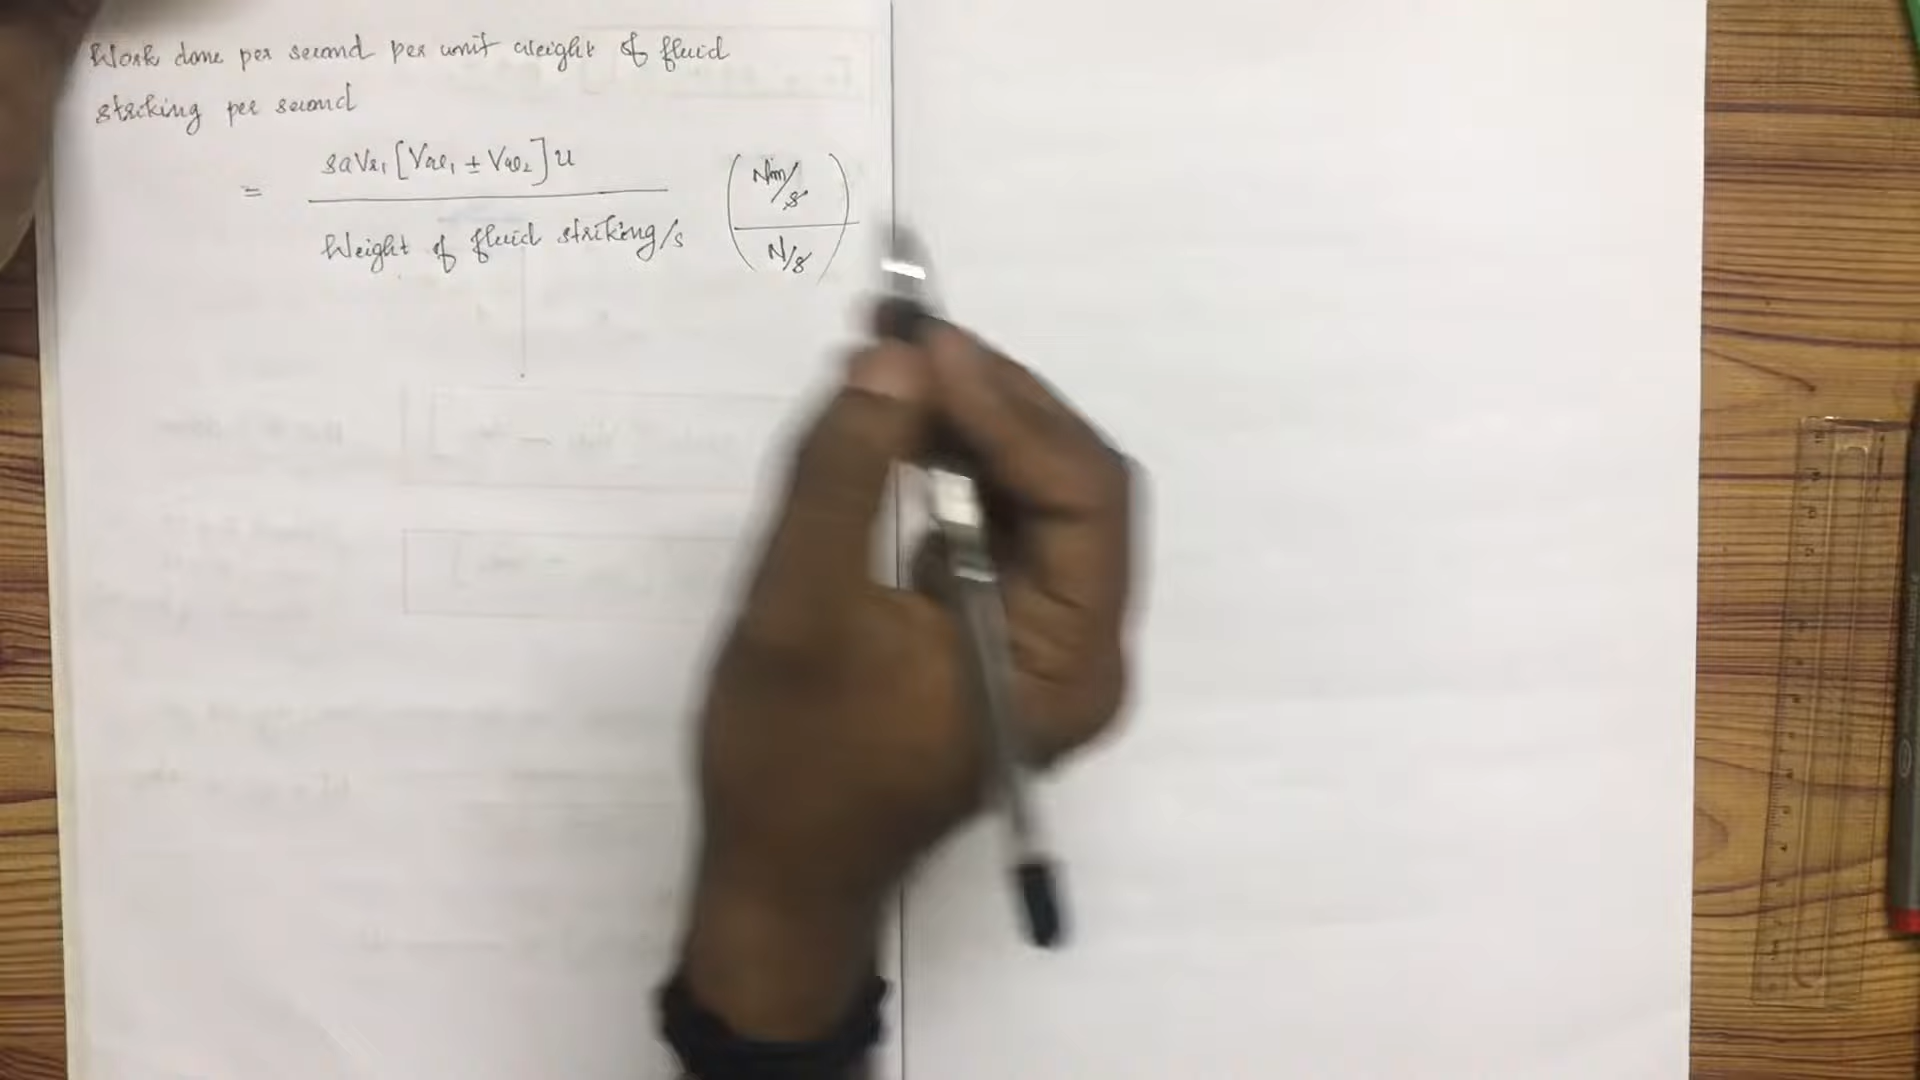 Work done per second per unit weight of fluid
striking per second
= ρaVr₁[Vw₁ ± Vw₂]u / Weight of fluid striking/s (Nm/s / N/s)